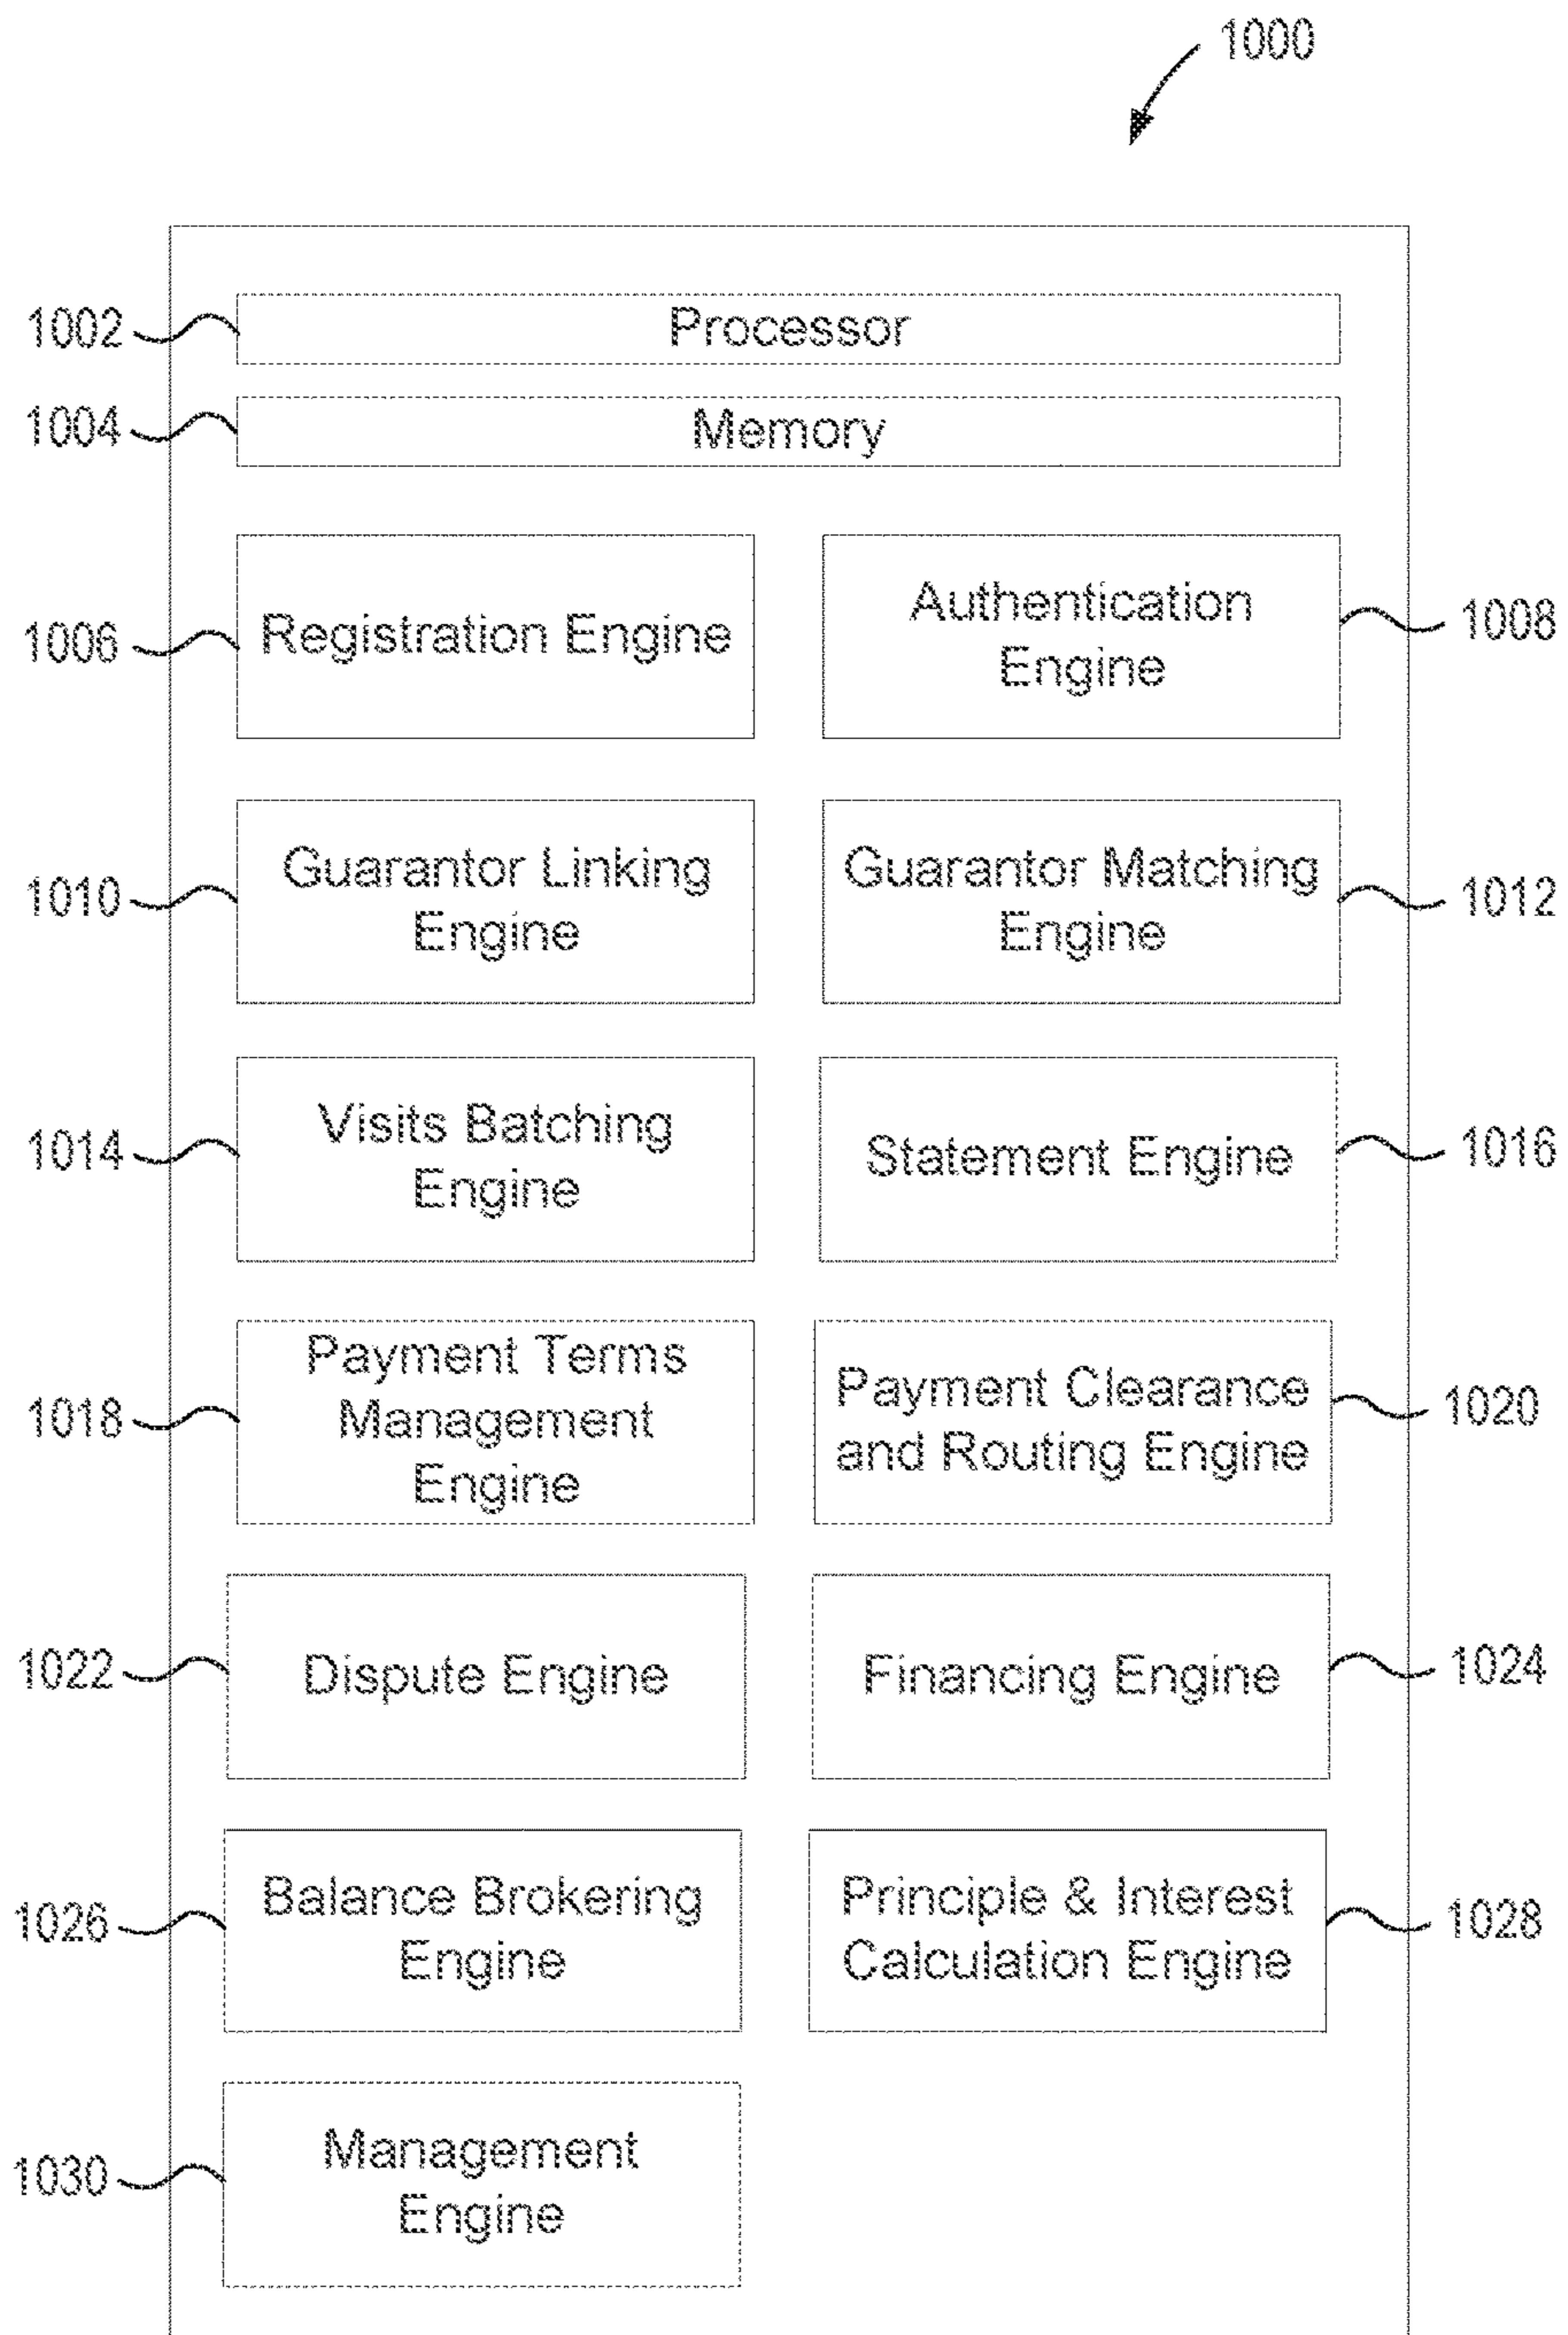 1000
1002
Processor
1004
Memory
1006
Registration Engine
Authentication
Engine
1008
1010
Guarantor Linking
Engine
Guarantor Matching
Engine
1012
1014
Visits Batching
Engine
Statement Engine
1016
1018
Payment Terms
Management
Engine
Payment Clearance
and Routing Engine
1020
1022
Dispute Engine
Financing Engine
1024
1026
Balance Brokering
Engine
Principle & Interest
Calculation Engine
1028
1030
Management
Engine